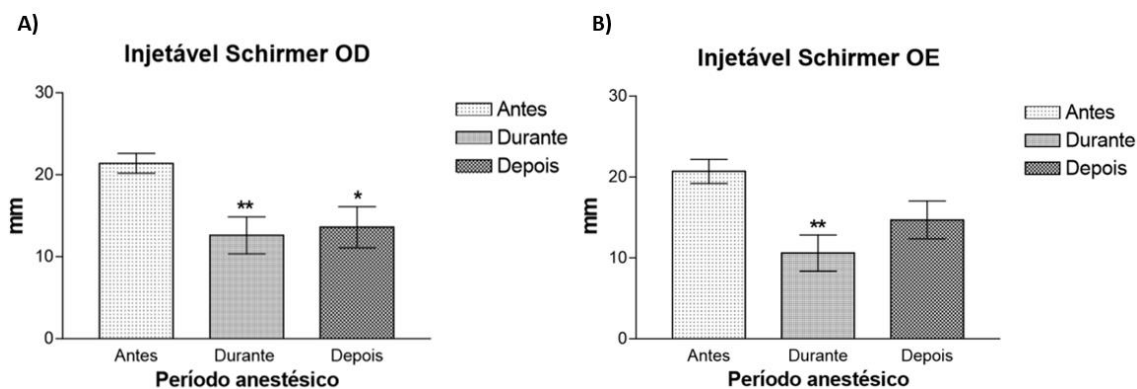 A)
Injetável Schirmer OD
30
20
10
0
mm
**
*
Antes
Durante
Depois
Período anestésico
Antes
Durante
Depois
B)
Injetável Schirmer OE
30
20
10
0
mm
**
Antes
Durante
Depois
Período anestésico
Antes
Durante
Depois